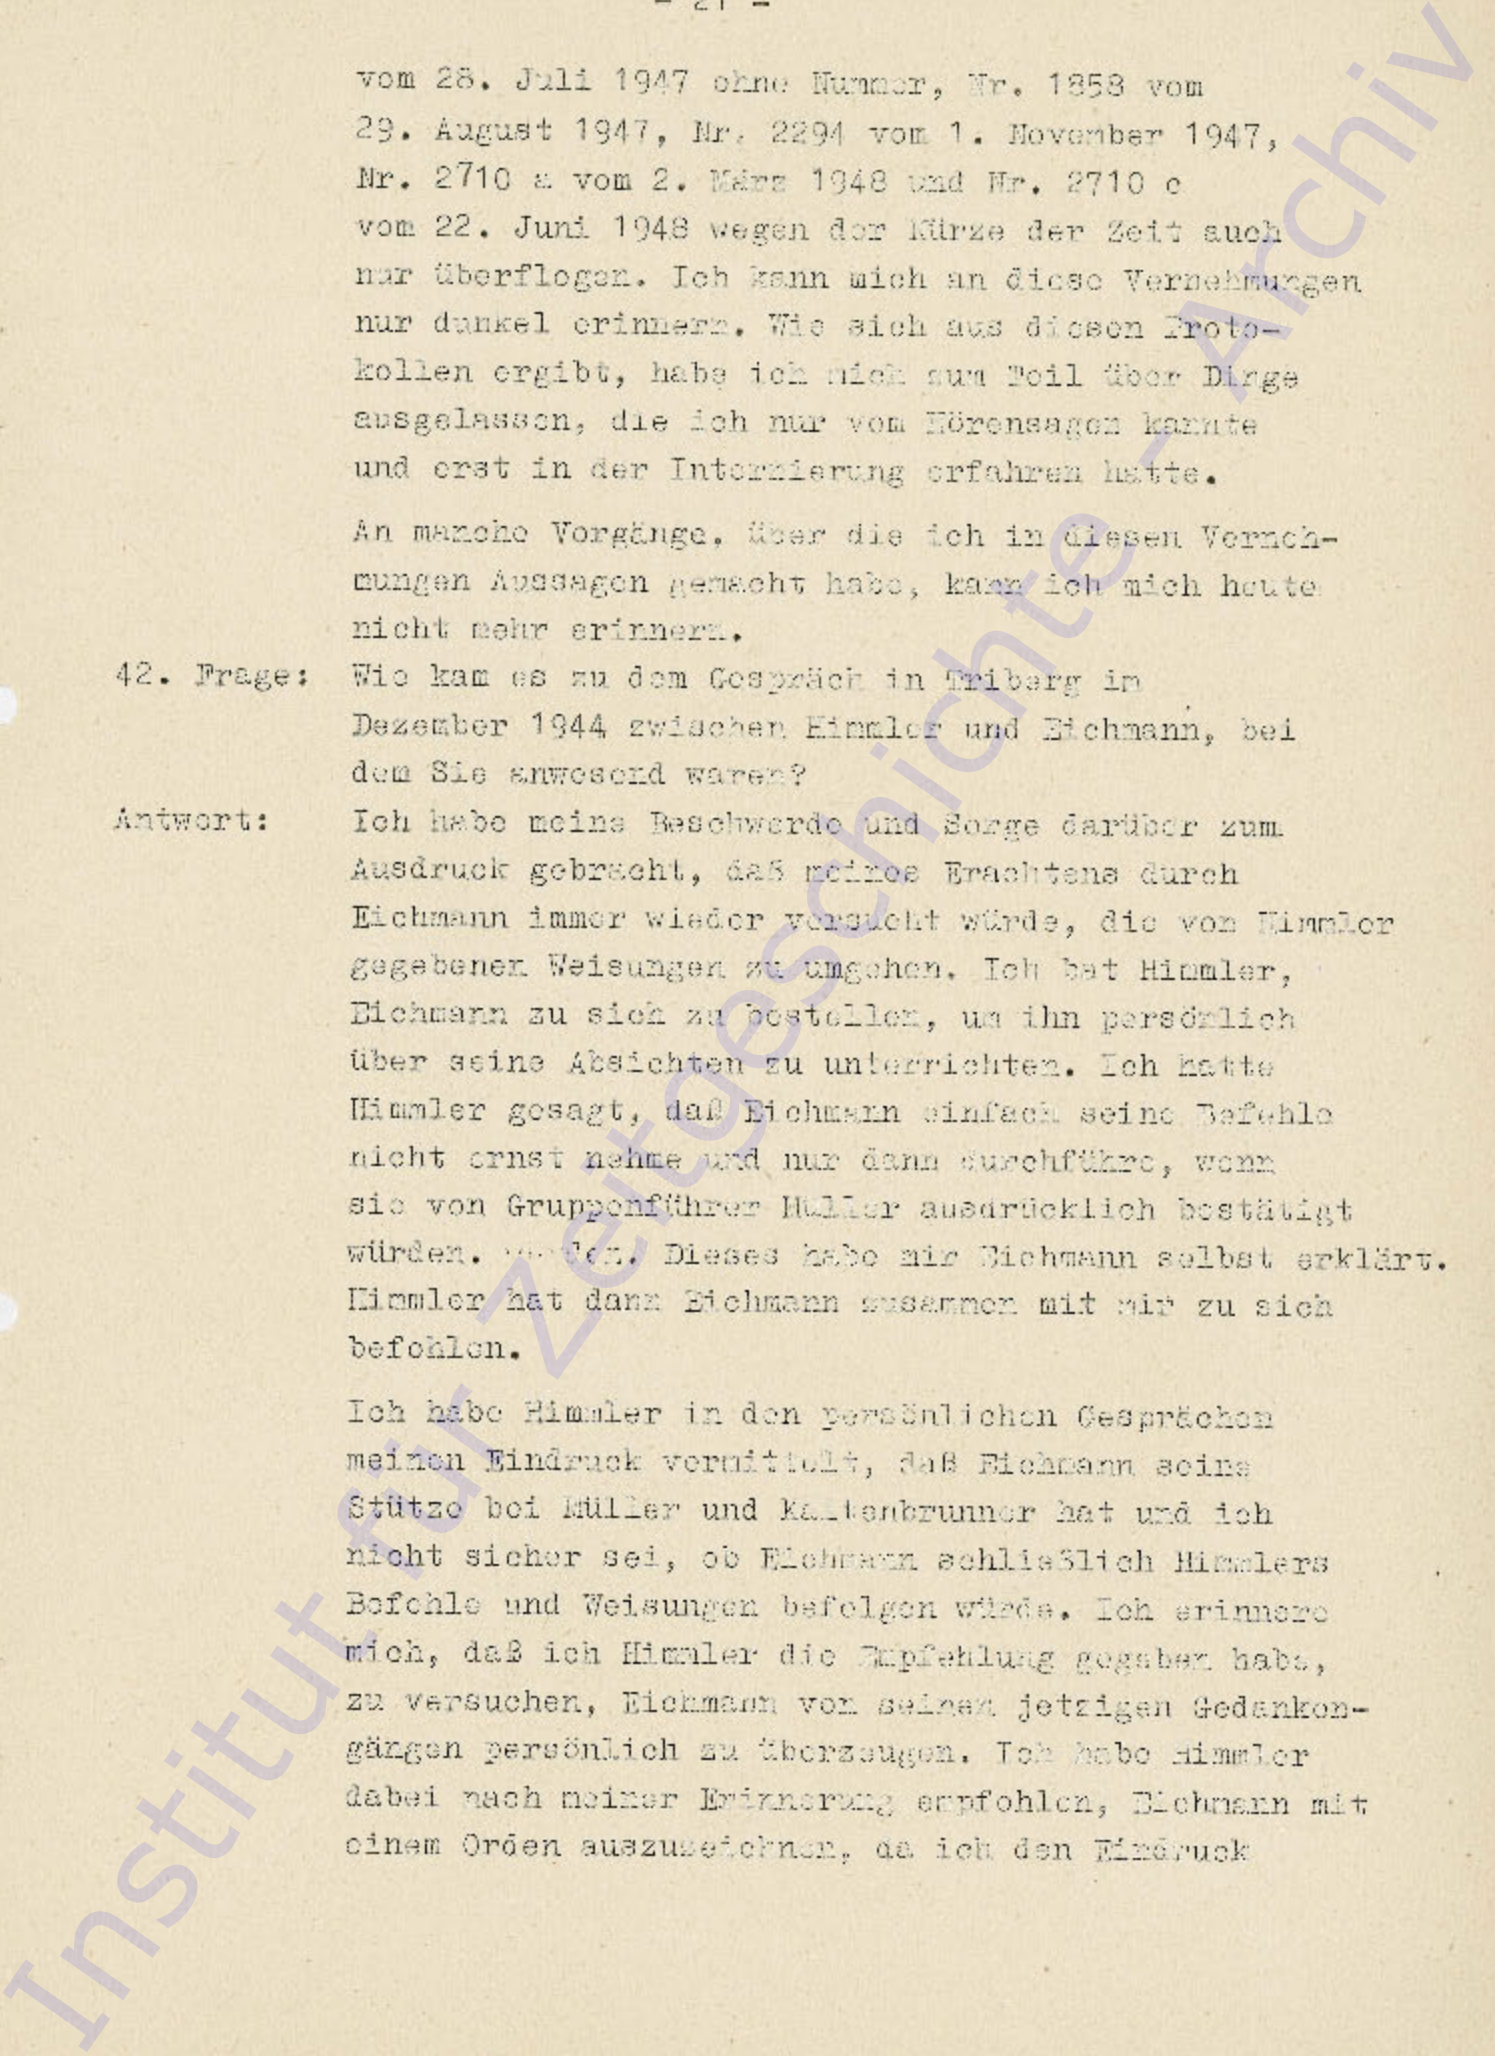 - 21 -
vom 28. Juli 1947 ohne Nummer, Nr. 1858 vom
29. August 1947, Nr. 2294 vom 1. November 1947,
Nr. 2710 a vom 2. März 1948 und Nr. 2710 c
vom 22. Juni 1948 wegen der Kürze der Zeit auch
nur überflogen. Ich kann mich an diese Vernehmungen
nur dunkel erinnern. Wie sich aus diesen Proto-
kollen ergibt, habe ich mich zum Teil über Dinge
ausgelassen, die ich nur vom Hörensagen kannte
und erst in der Internierung erfahren hatte.
An manche Vorgänge, über die ich in diesen Verneh-
mungen Aussagen gemacht habe, kann ich mich heute
nicht mehr erinnern.
42. Frage: Wie kam es zu dem Gespräch in Triberg im
Dezember 1944 zwischen Himmler und Eichmann, bei
dem Sie anwesend waren?
Antwort: Ich habe meine Beschwerde und Sorge darüber zum
Ausdruck gebracht, daß meines Erachtens durch
Eichmann immer wieder versucht würde, die von Himmler
gegebenen Weisungen zu umgehen. Ich bat Himmler,
Eichmann zu sich zu bestellen, um ihn persönlich
über seine Absichten zu unterrichten. Ich hatte
Himmler gesagt, daß Eichmann einfach seine Befehle
nicht ernst nehme und nur dann durchführe, wenn
sie von Gruppenführer Müller ausdrücklich bestätigt
würden. Dieses habe mir Eichmann selbst erklärt.
Himmler hat dann Eichmann zusammen mit mir zu sich
befohlen.
Ich habe Himmler in den persönlichen Gesprächen
meinen Eindruck vermittelt, daß Eichmann seine
Stütze bei Müller und Kaltenbrunner hat und ich
nicht sicher sei, ob Eichmann schließlich Himmlers
Befehle und Weisungen befolgen würde. Ich erinnere
mich, daß ich Himmler die Empfehlung gegeben habe,
zu versuchen, Eichmann von seinen jetzigen Gedanken-
gängen persönlich zu überzeugen. Ich habe Himmler
dabei nach meiner Erinnerung empfohlen, Eichmann mit
einem Orden auszuzeichnen, da ich den Eindruck
Institut für Zeitgeschichte - Archiv